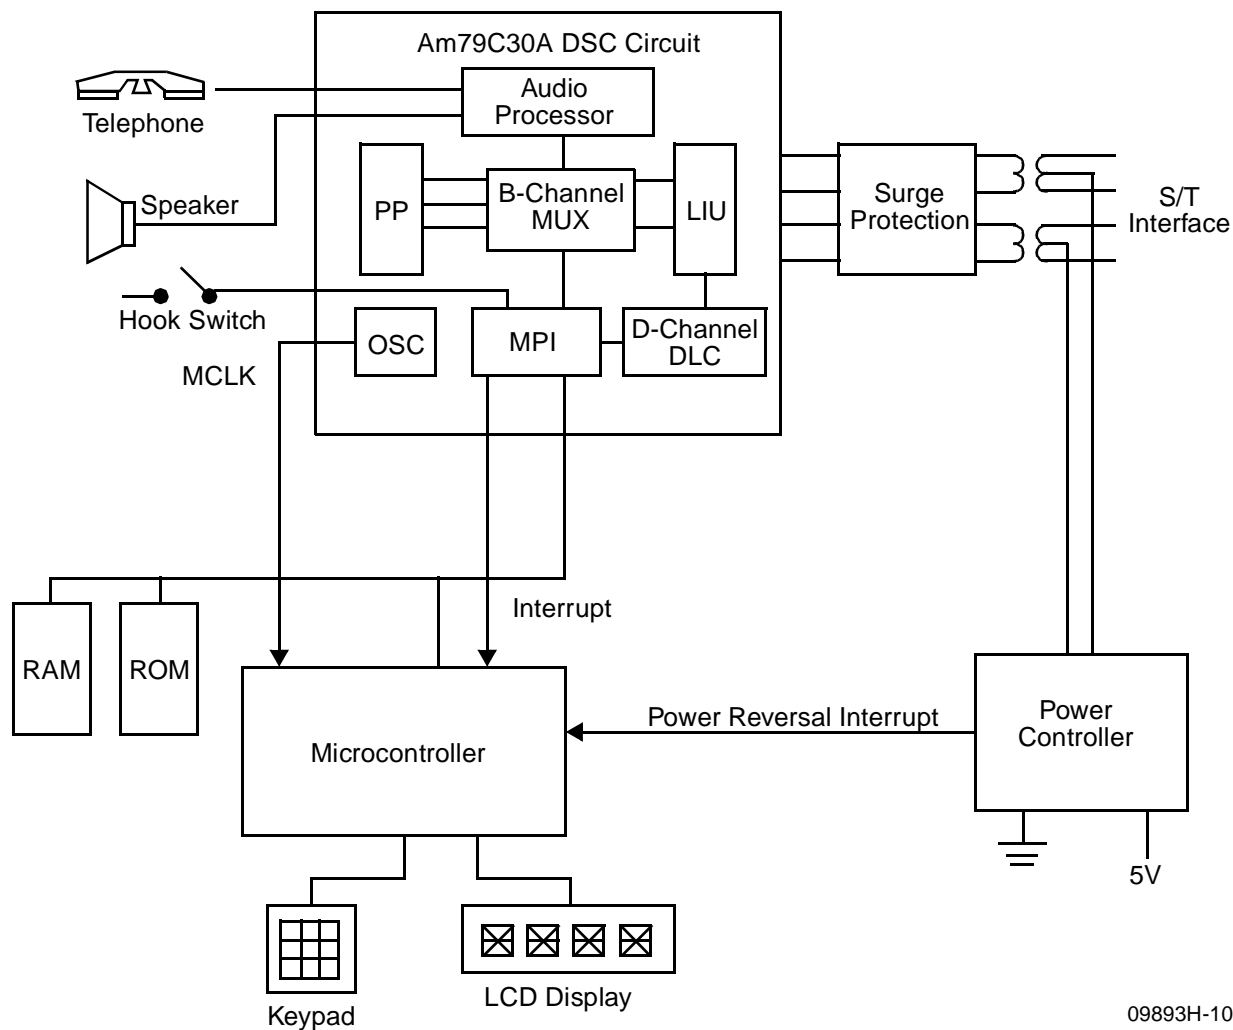 Am79C30A DSC Circuit
Audio
Processor
Telephone
Speaker
PP
B-Channel
MUX
LIU
Surge
Protection
S/T
Interface
Hook Switch
OSC
MPI
D-Channel
DLC
MCLK
Interrupt
RAM
ROM
Microcontroller
Power Reversal Interrupt
Power
Controller
5V
Keypad
LCD Display
09893H-10